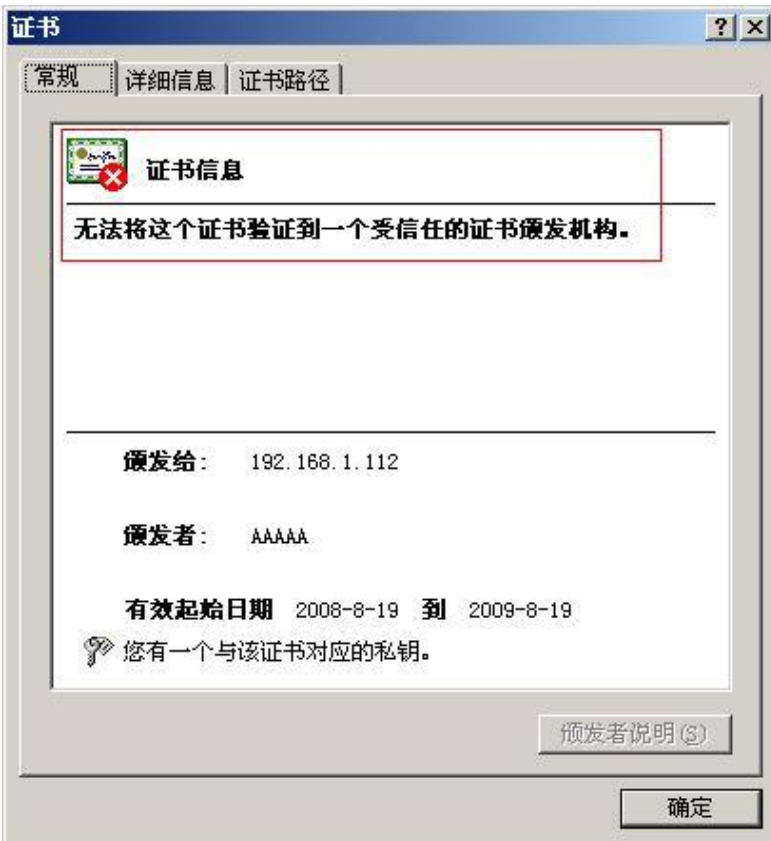 证书
常规 详细信息 证书路径
证书信息
无法将这个证书验证到一个受信任的证书颁发机构。
颁发给: 192.168.1.112
颁发者: AAAAA
有效起始日期 2008-8-19 到 2009-8-19
您有一个与该证书对应的私钥。
颁发者说明(S)
确定